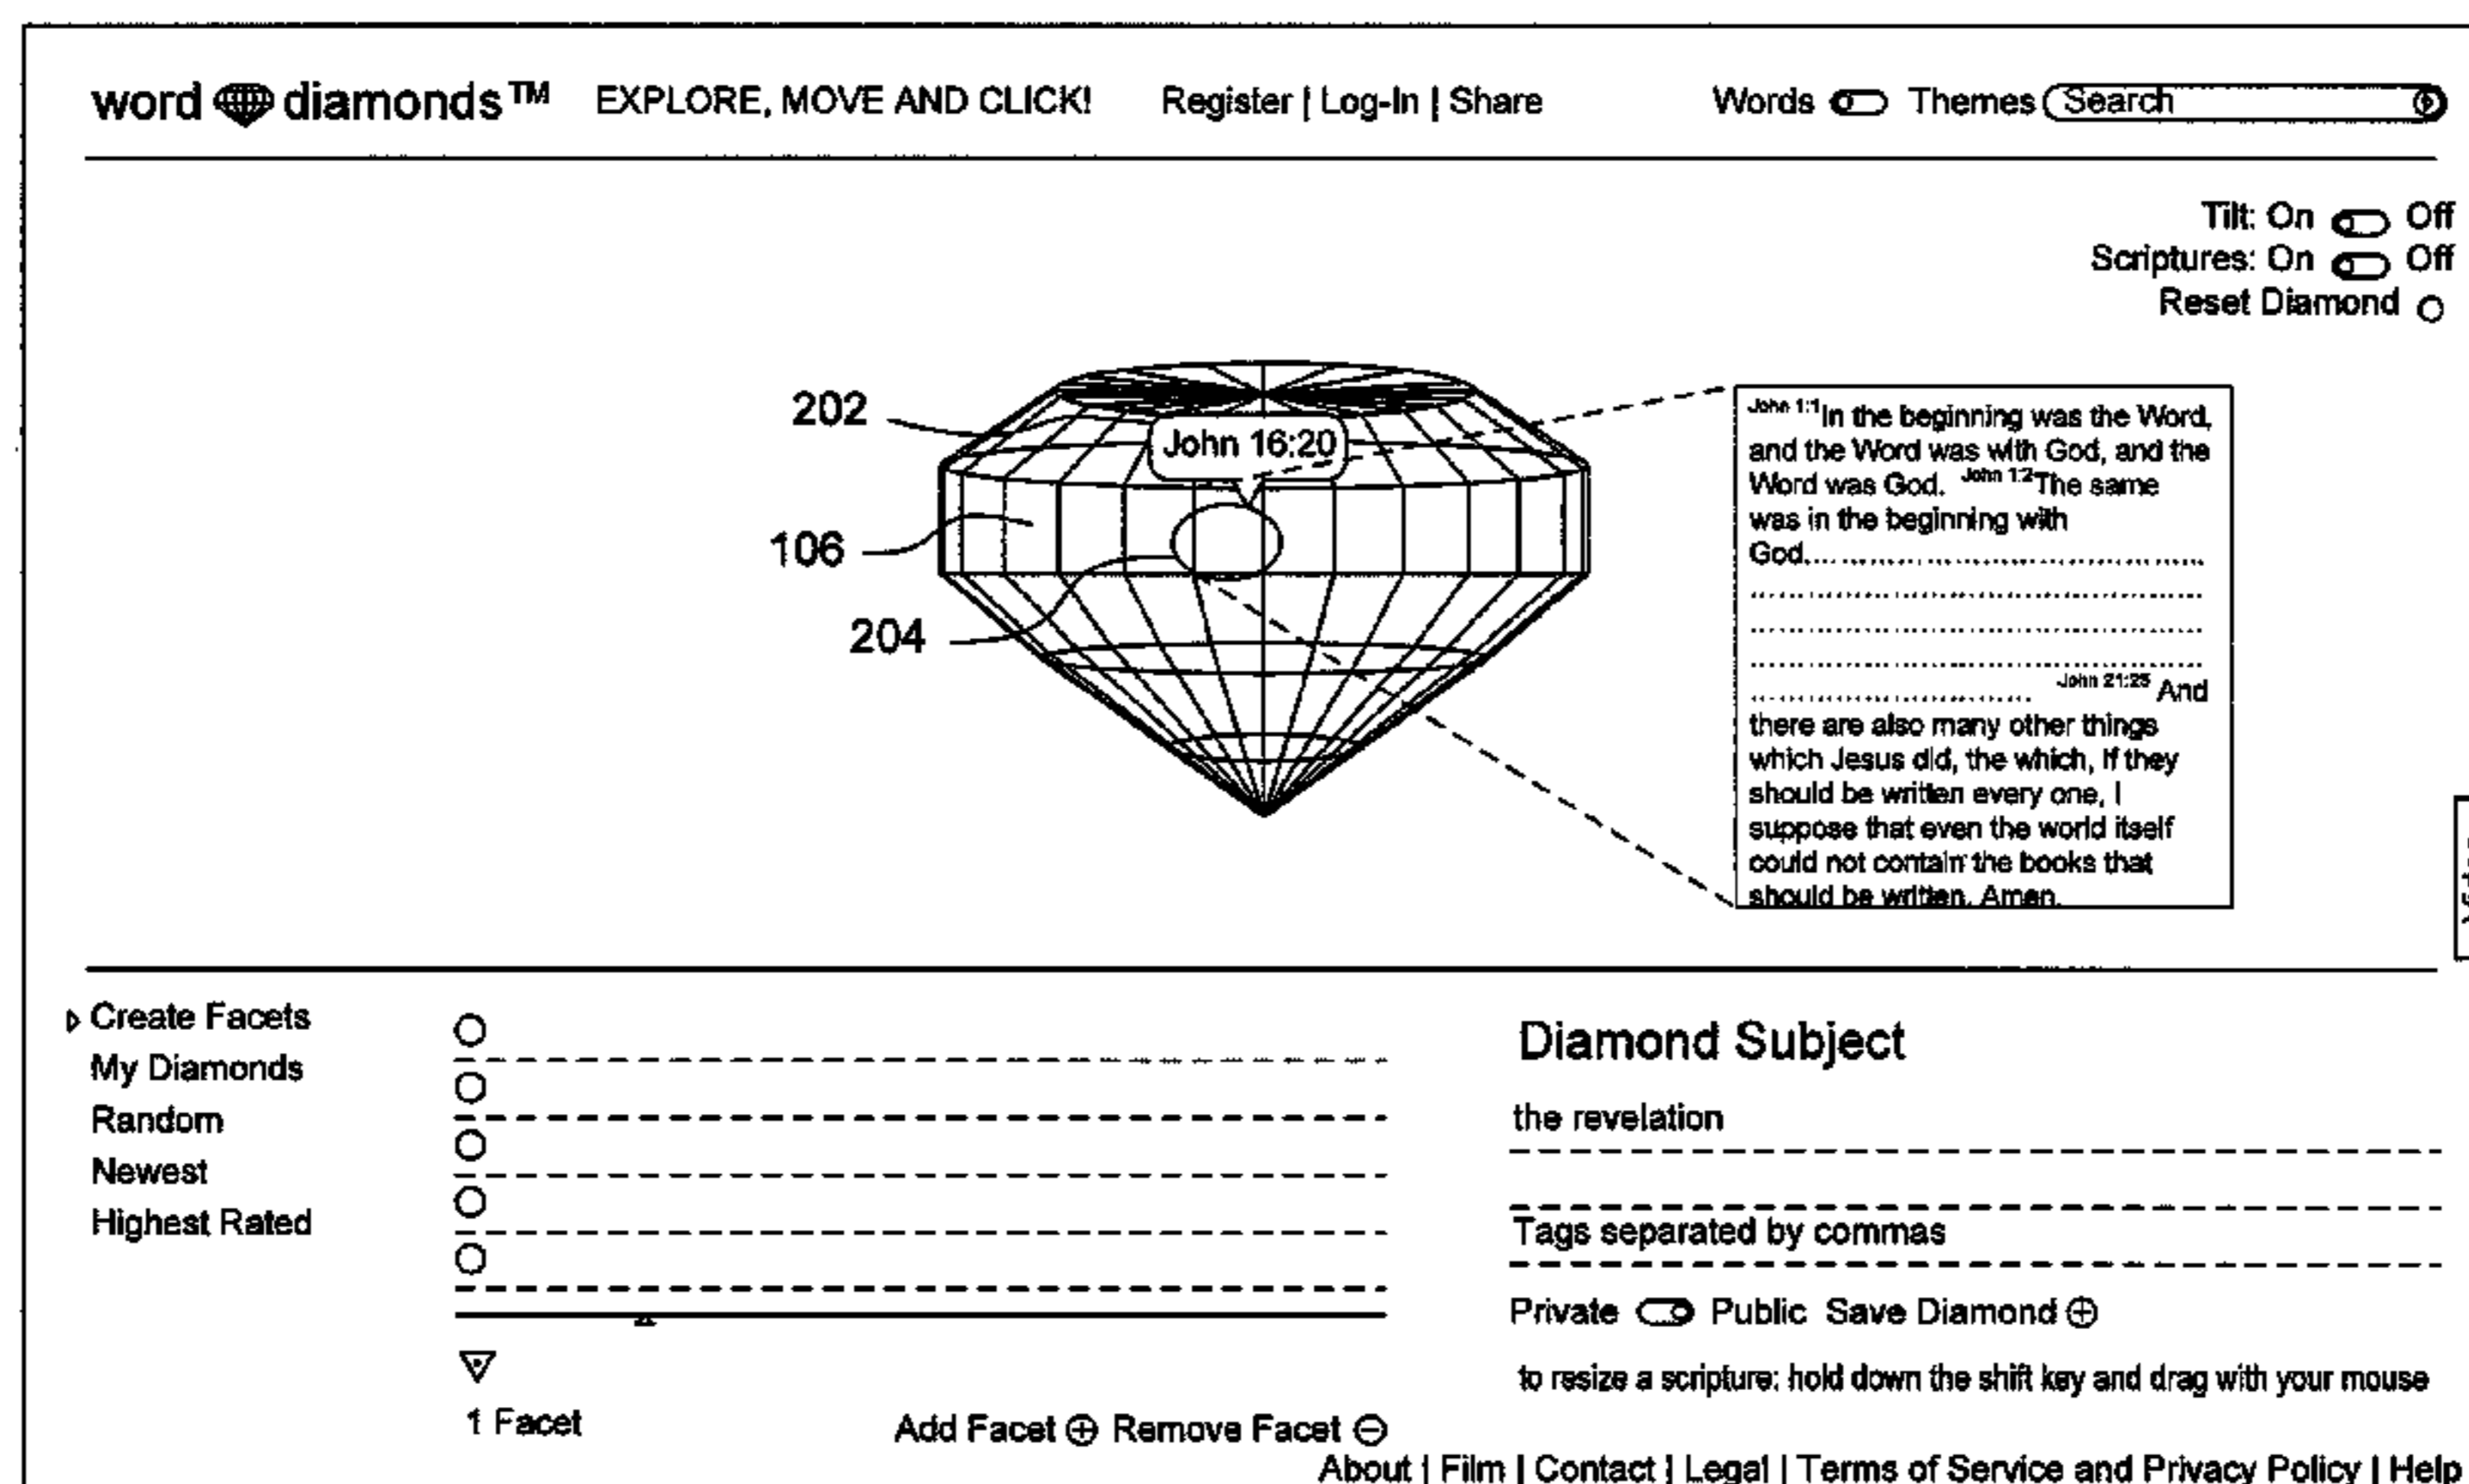 word diamonds™ EXPLORE, MOVE AND CLICK! Register | Log-In | Share Words Themes Search
Tilt: On Off
Scriptures: On Off
Reset Diamond
202
John 16:20
106
204
John 1:1 In the beginning was the Word,
and the Word was with God, and the
Word was God. John 1:2 The same
was in the beginning with
God...................................
...................................
...................................
...................................
........................ John 21:25 And
there are also many other things
which Jesus did, the which, if they
should be written every one, I
suppose that even the world itself
could not contain the books that
should be written. Amen.
Create Facets
My Diamonds
Random
Newest
Highest Rated
1 Facet
Add Facet ⊕ Remove Facet ⊖
Diamond Subject
the revelation
Tags separated by commas
Private Public Save Diamond ⊕
to resize a scripture: hold down the shift key and drag with your mouse
About | Film | Contact | Legal | Terms of Service and Privacy Policy | Help